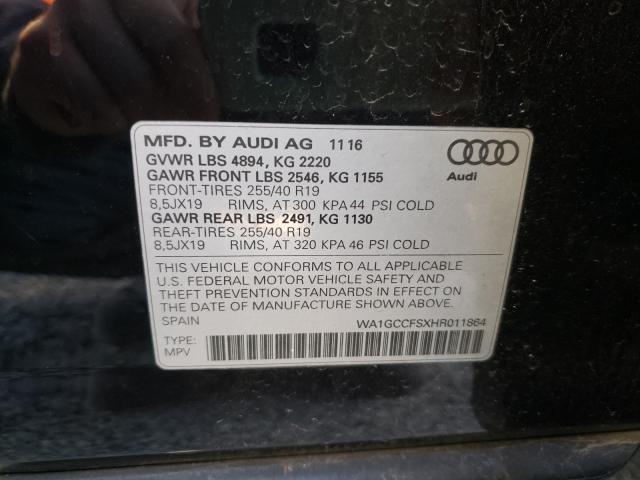 MFD. BY AUDI AG 11 16
GVWR LBS 4894, KG 2220
GAWR FRONT LBS 2546, KG 1155
FRONT-TIRES 255/40 R19
8,5JX19 RIMS, AT 300 KPA 44 PSI COLD
GAWR REAR LBS 2491, KG 1130
REAR-TIRES 255/40 R19
8,5JX19 RIMS, AT 320 KPA 46 PSI COLD
Audi
THIS VEHICLE CONFORMS TO ALL APPLICABLE
U.S. FEDERAL MOTOR VEHICLE SAFETY AND
THEFT PREVENTION STANDARDS IN EFFECT ON
THE DATE OF MANUFACTURE SHOWN ABOVE.
SPAIN WA1GCCFSXHR011864
TYPE:
MPV